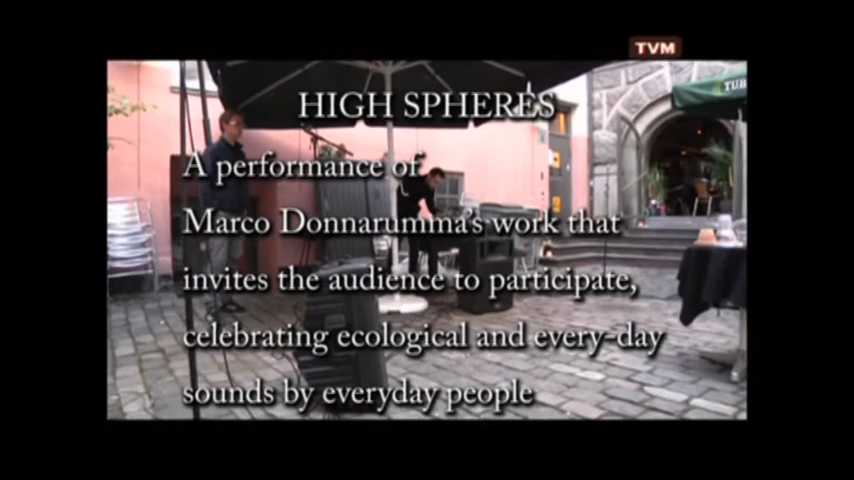 TVM
HIGH SPHERES
TUB
A performance of
Marco Donnarumma's work that
invites the audience to participate,
celebrating ecological and every-day
sounds by everyday people